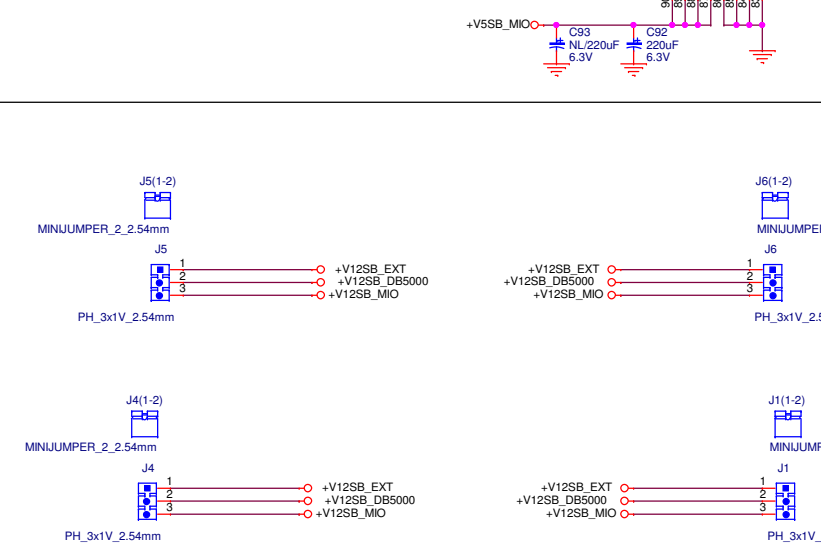 +V5SB_MIO
C93
NL/220uF
6.3V
C92
220uF
6.3V
J5(1-2)
MINIJUMPER_2_2.54mm
J5
1
2
3
+V12SB_EXT
+V12SB_DB5000
+V12SB_MIO
PH_3x1V_2.54mm
J6(1-2)
J6
+V12SB_EXT
+V12SB_DB5000
+V12SB_MIO
1
2
3
J4(1-2)
MINIJUMPER_2_2.54mm
J4
1
2
3
+V12SB_EXT
+V12SB_DB5000
+V12SB_MIO
PH_3x1V_2.54mm
J1(1-2)
J1
+V12SB_EXT
+V12SB_DB5000
+V12SB_MIO
1
2
3